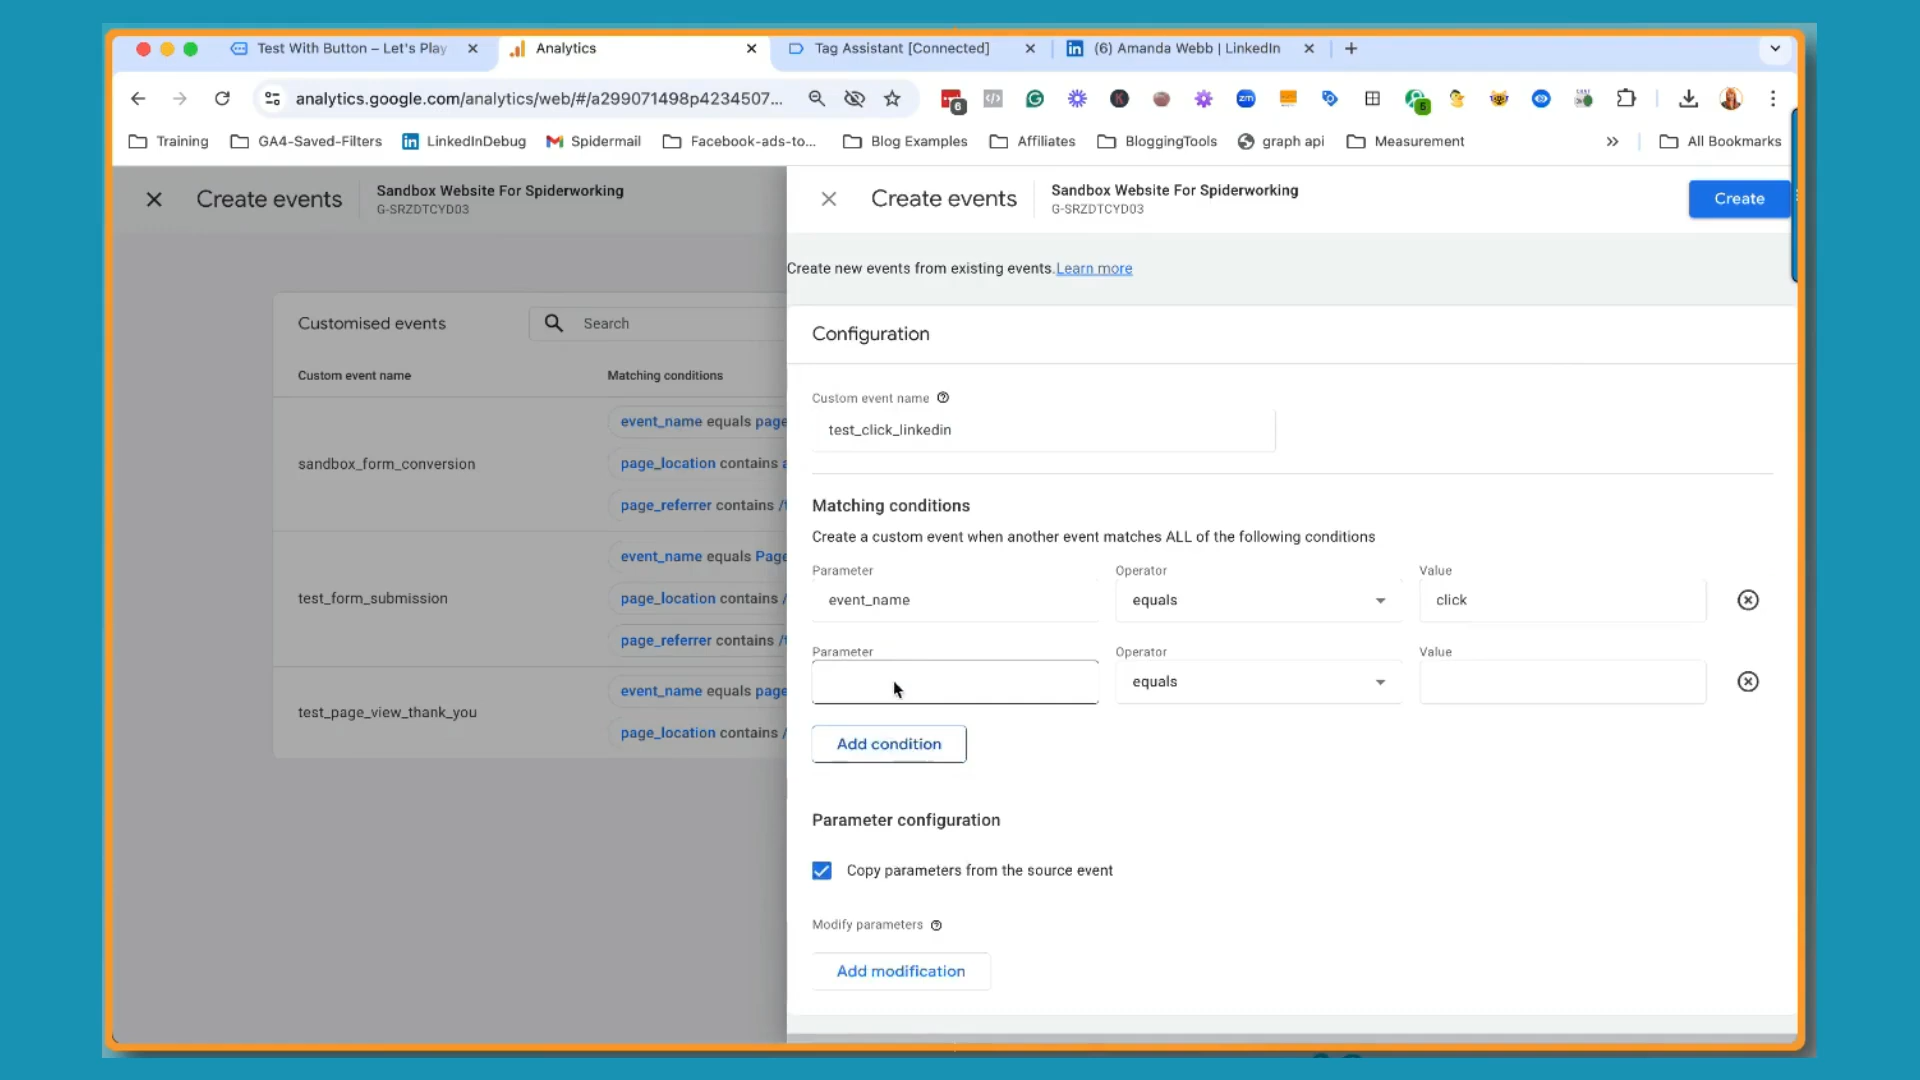 Test With Button – Let's Play
Analytics
Tag Assistant [Connected]
(6) Amanda Webb | LinkedIn
analytics.google.com/analytics/web/#/a299071498p4234507...
6
zm
5
Training
GA4-Saved-Filters
LinkedInDebug
Spidermail
Facebook-ads-to...
Blog Examples
Affiliates
BloggingTools
graph api
Measurement
All Bookmarks
Create events
Sandbox Website For Spiderworking
G-SRZDTCYD03
Customised events
Search
Custom event name
Matching conditions
sandbox_form_conversion
event_name equals page
page_location contains
page_referrer contains
test_form_submission
event_name equals Page
page_location contains /
page_referrer contains
test_page_view_thank_you
event_name equals page
page_location contains /
Create events
Sandbox Website For Spiderworking
G-SRZDTCYD03
Create
Create new events from existing events. Learn more
Configuration
Custom event name
test_click_linkedin
Matching conditions
Create a custom event when another event matches ALL of the following conditions
Parameter Operator Value
event_name equals click
Parameter Operator Value
equals
Add condition
Parameter configuration
Copy parameters from the source event
Modify parameters
Add modification